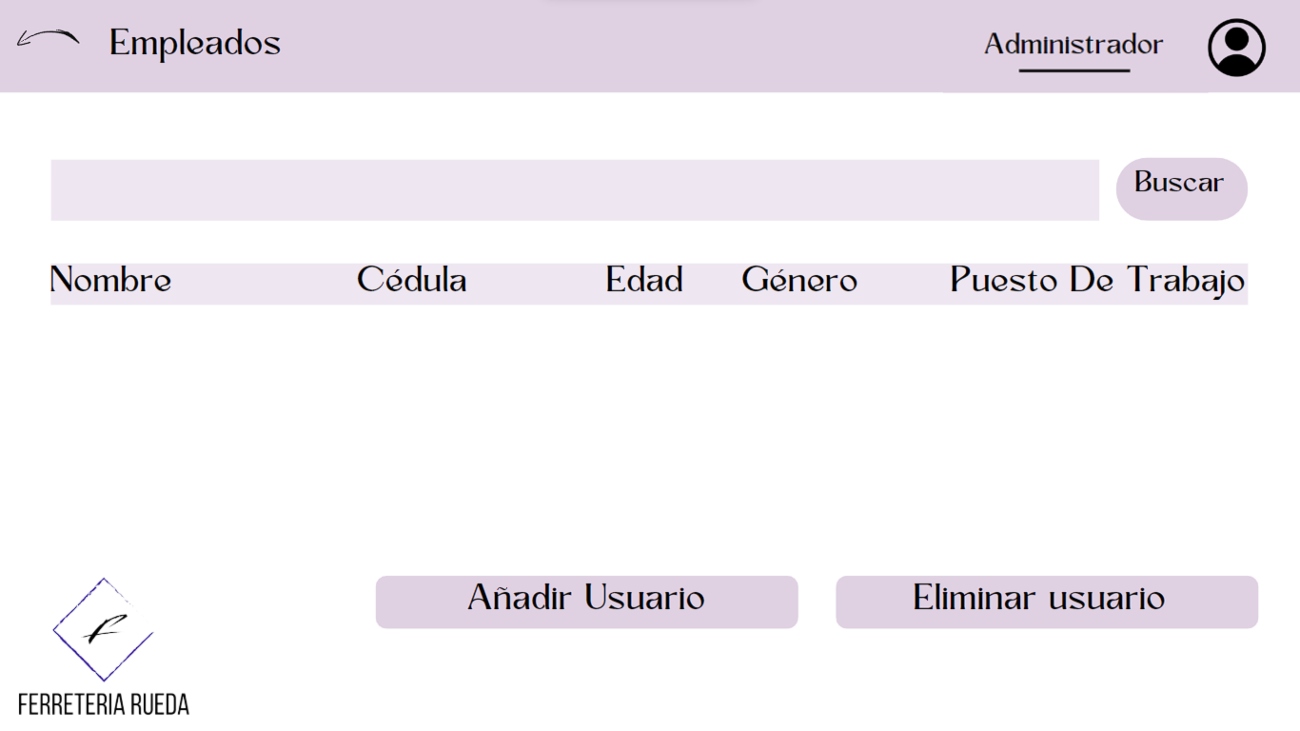 Empleados
Administrador
Buscar
Nombre Cédula Edad Género Puesto De Trabajo
Añadir Usuario
Eliminar usuario
FERRETERIA RUEDA